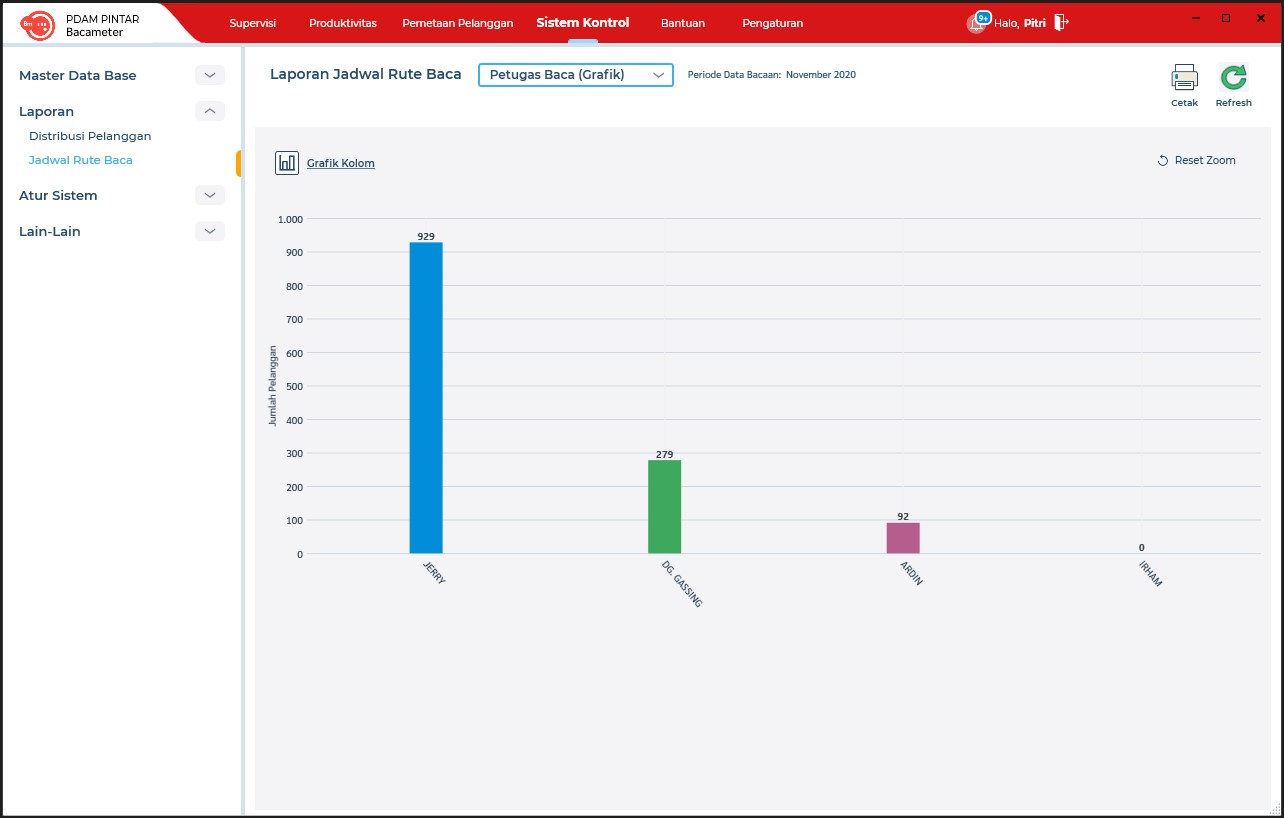 PDAM PINTAR
Bacameter
Supervisi Produktivitas Pemetaan Pelanggan Sistem Kontrol Bantuan Pengaturan
9+ Halo, Pitri
Master Data Base
Laporan
Distribusi Pelanggan
Jadwal Rute Baca
Atur Sistem
Lain-Lain
Laporan Jadwal Rute Baca Petugas Baca (Grafik) Periode Data Bacaan: November 2020
Cetak Refresh
Grafik Kolom
Reset Zoom
Jumlah Pelanggan
1.000
900
800
700
600
500
400
300
200
100
0
929
279
92
0
JERRY
DG. GASSING
ARDIN
IRHAM